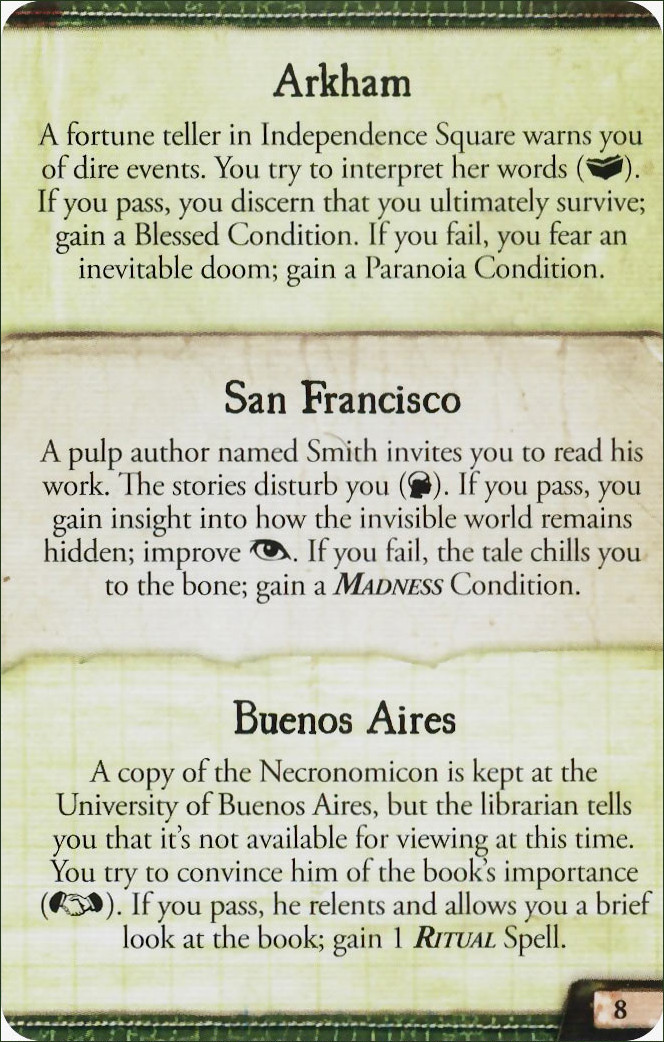 Arkham
A fortune teller in Independence Square warns you
of dire events. You try to interpret her words ( ).
If you pass, you discern that you ultimately survive;
gain a Blessed Condition. If you fail, you fear an
inevitable doom; gain a Paranoia Condition.
San Francisco
A pulp author named Smith invites you to read his
work. The stories disturb you ( ). If you pass, you
gain insight into how the invisible world remains
hidden; improve . If you fail, the tale chills you
to the bone; gain a MADNESS Condition.
Buenos Aires
A copy of the Necronomicon is kept at the
University of Buenos Aires, but the librarian tells
you that it's not available for viewing at this time.
You try to convince him of the book's importance
( ). If you pass, he relents and allows you a brief
look at the book; gain 1 RITUAL Spell.
8